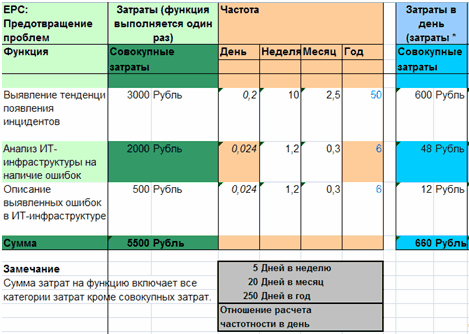 EPC: Предотвращение проблем
Затраты (функция выполняется один раз)
Частота
Затраты в день (затраты *
Функция
Совокупные затраты
День
Неделя
Месяц
Год
Совокупные затраты
Выявление тенденци появления инцидентов
3000 Рубль
0,2
10
2,5
50
600 Рубль
Анализ ИТ-инфраструктуры на наличие ошибок
2000 Рубль
0,024
1,2
0,3
6
48 Рубль
Описание выявленных ошибок в ИТ-инфраструктуре
500 Рубль
0,024
1,2
0,3
6
12 Рубль
Сумма
5500 Рубль
660 Рубль
Замечание
Сумма затрат на функцию включает все категории затрат кроме совокупных затрат.
5 Дней в неделю
20 Дней в месяц
250 Дней в год
Отношение расчета частотности в день